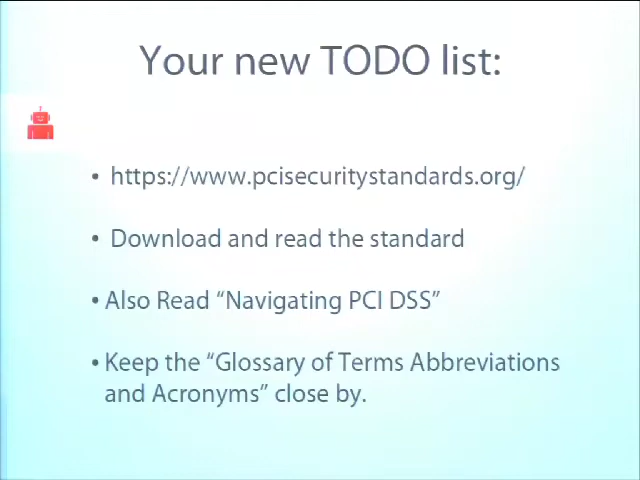 Your new TODO list:
• https://www.pcisecuritystandards.org/
• Download and read the standard
• Also Read “Navigating PCI DSS”
• Keep the “Glossary of Terms Abbreviations
and Acronyms” close by.